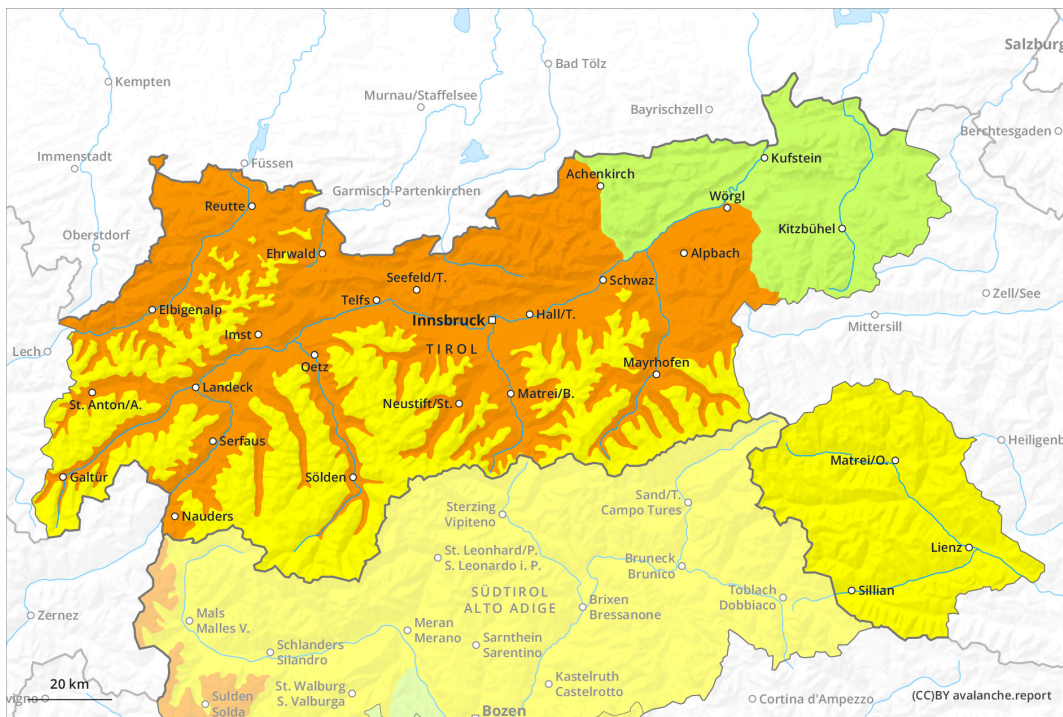 Salzburg
Kempten
Bad Tölz
Murnau/Staffelsee
Bayrischzell
Berchtesgaden
Immenstadt
Füssen
Kufstein
Achenkirch
Garmisch-Partenkirchen
Reutte
Wörgl
Oberstdorf
Kitzbühel
Ehrwald
Alpbach
Seefeld/T.
Schwaz
Zell/See
Telfs
Elbigenalp
Innsbruck
Hall/T.
Mittersill
Imst
TIROL
Lech
Oetz
Mayrhofen
Landeck
Matrei/B.
St. Anton/A.
Neustift/St.
Serfaus
Heiligenb
Matrei/O.
Galtür
Sölden
Sand/T.
Campo Tures
Sterzing
Vipiteno
Nauders
Lienz
St. Leonhard/P.
S. Leonardo i. P.
Bruneck
Brunico
SÜDTIROL
ALTO ADIGE
Toblach
Dobbiaco
Sillian
Brixen
Bressanone
Zernez
Mals
Malles V.
Meran
Merano
Sarnthein
Sarentino
Schlanders
Silandro
Kastelruth
Castelrotto
20 km
St. Walburg
S. Valburga
vigno
Sulden
Solda
Cortina d'Ampezzo
(CC)BY avalanche.report
Bozen